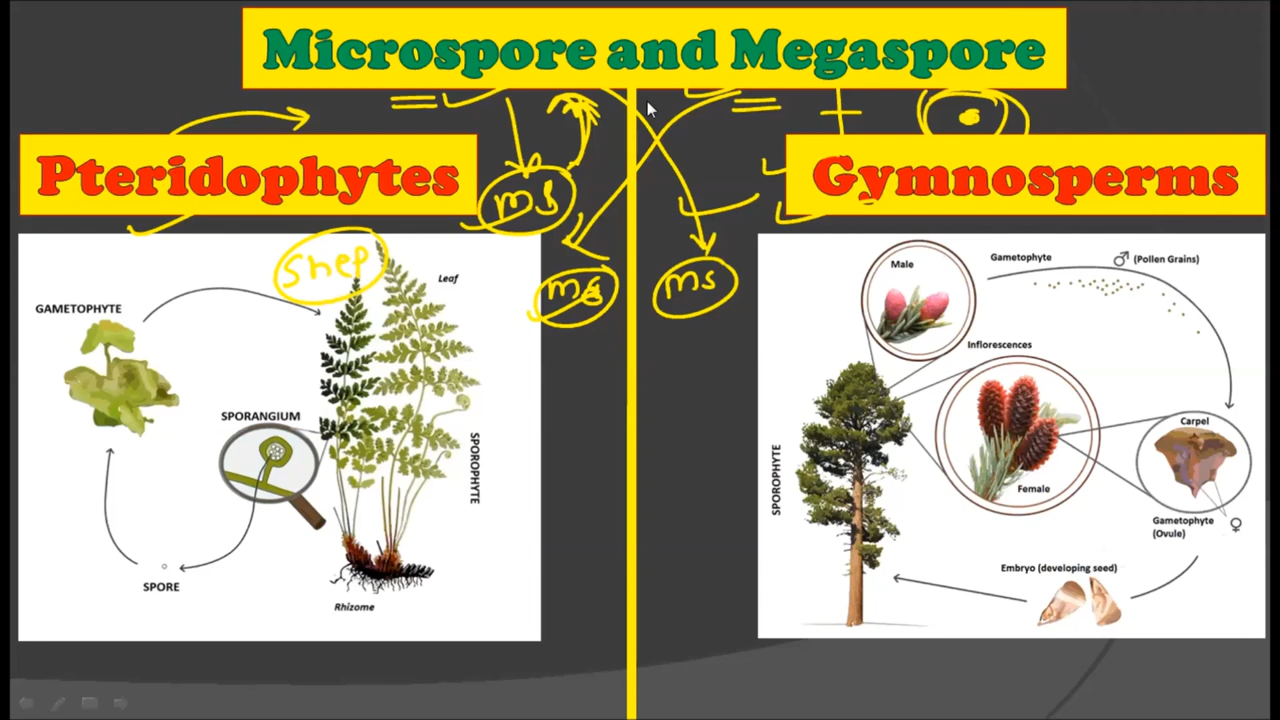 Microspore and Megaspore
Pteridophytes
Gymnosperms
ms
ms
ms
Leaf
GAMETOPHYTE
SPORANGIUM
SPOROPHYTE
SPORE
Rhizome
Male
Gametophyte
♂ (Pollen Grains)
Inflorescences
Carpel
Female
SPOROPHYTE
Gametophyte
(Ovule)
♀
Embryo (developing seed)